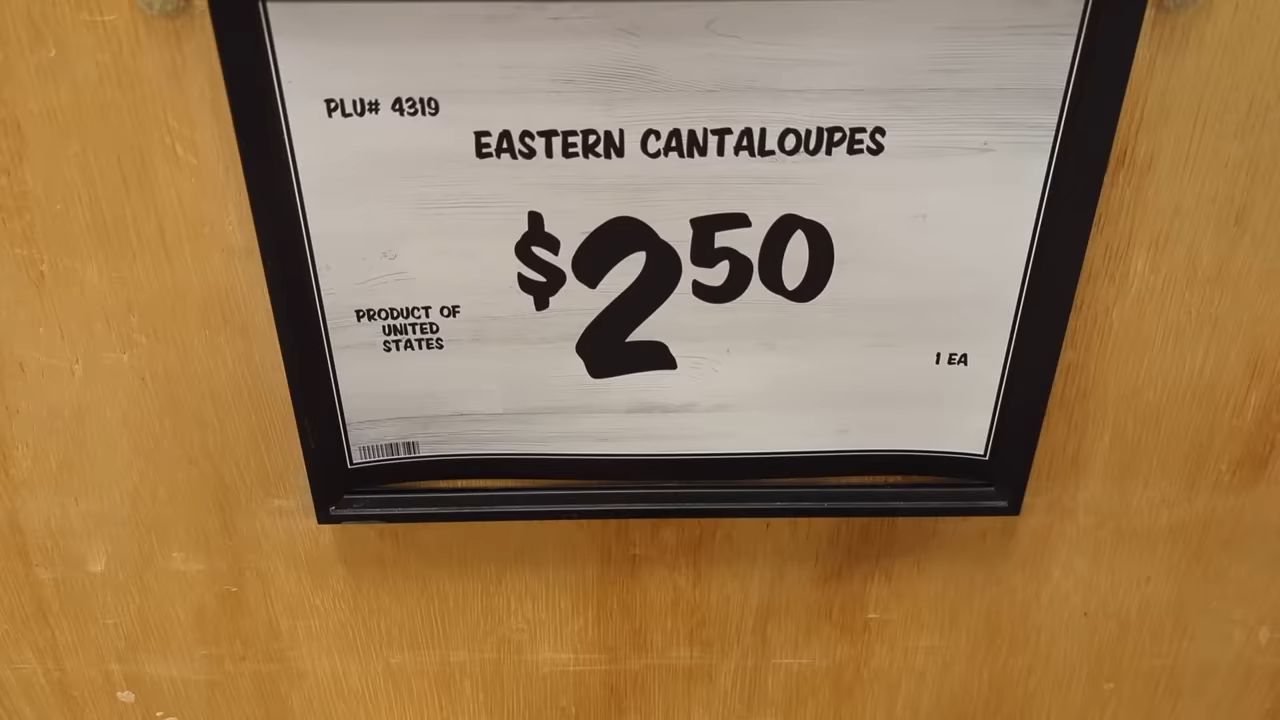 PLU# 4319
EASTERN CANTALOUPES
$2 50
PRODUCT OF
UNITED
STATES
1 EA